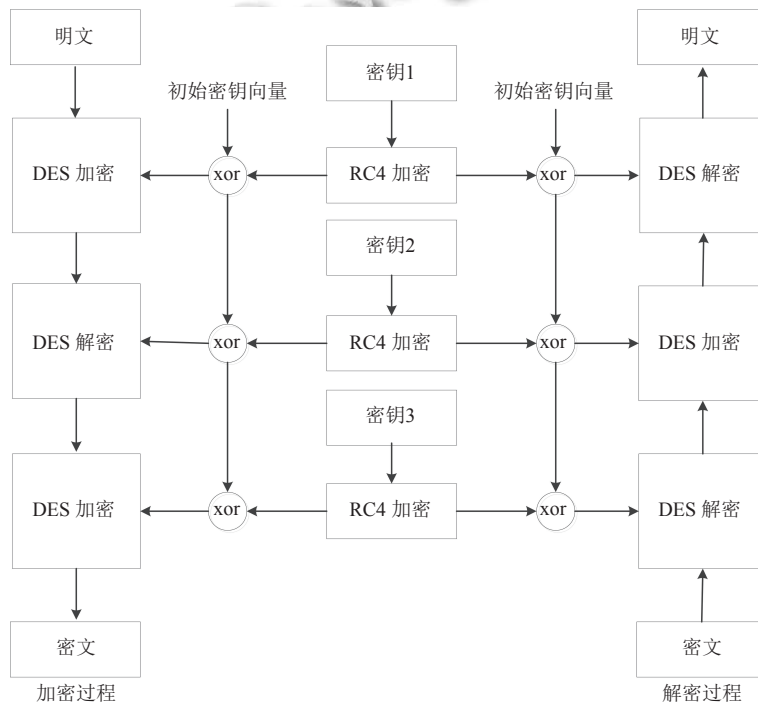 明文
密钥1
明文
初始密钥向量
初始密钥向量
DES 加密
xor
RC4 加密
xor
DES 解密
密钥2
DES 解密
xor
RC4 加密
xor
DES 加密
密钥3
DES 加密
xor
RC4 加密
xor
DES 解密
密文
密文
加密过程
解密过程